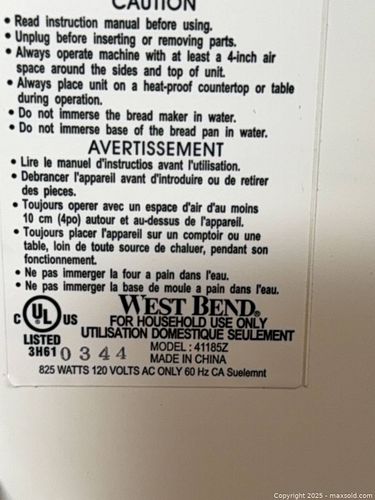 CAUTION
• Read instruction manual before using.
• Unplug before inserting or removing parts.
• Always operate machine with at least a 4-inch air
space around the sides and top of unit.
• Always place unit on a heat-proof countertop or table
during operation.
• Do not immerse the bread maker in water.
• Do not immerse base of the bread pan in water.
AVERTISSEMENT
• Lire le manuel d'instructios avant l'utilisation.
• Debrancer l'appareil avant d'introduire ou de retirer
des pieces.
• Toujours operer avec un espace d'air d'au moins
10 cm (4po) autour et au-dessus de l'appareil.
• Toujours placer l'appareil sur un comptoir ou une
table, loin de toute source de chaluer, pendant son
fonctionnement.
• Ne pas immerger la four a pain dans l'eau.
• Ne pas immerger la base de moule a pain dans l'eau.
C UL US
LISTED
3H61 0 3 4 4
WEST BEND®
FOR HOUSEHOLD USE ONLY
UTILISATION DOMESTIQUE SEULEMENT
MODEL: 41185Z
MADE IN CHINA
825 WATTS 120 VOLTS AC ONLY 60 Hz CA Suelemnt
Copyright 2025 - maxsold.com